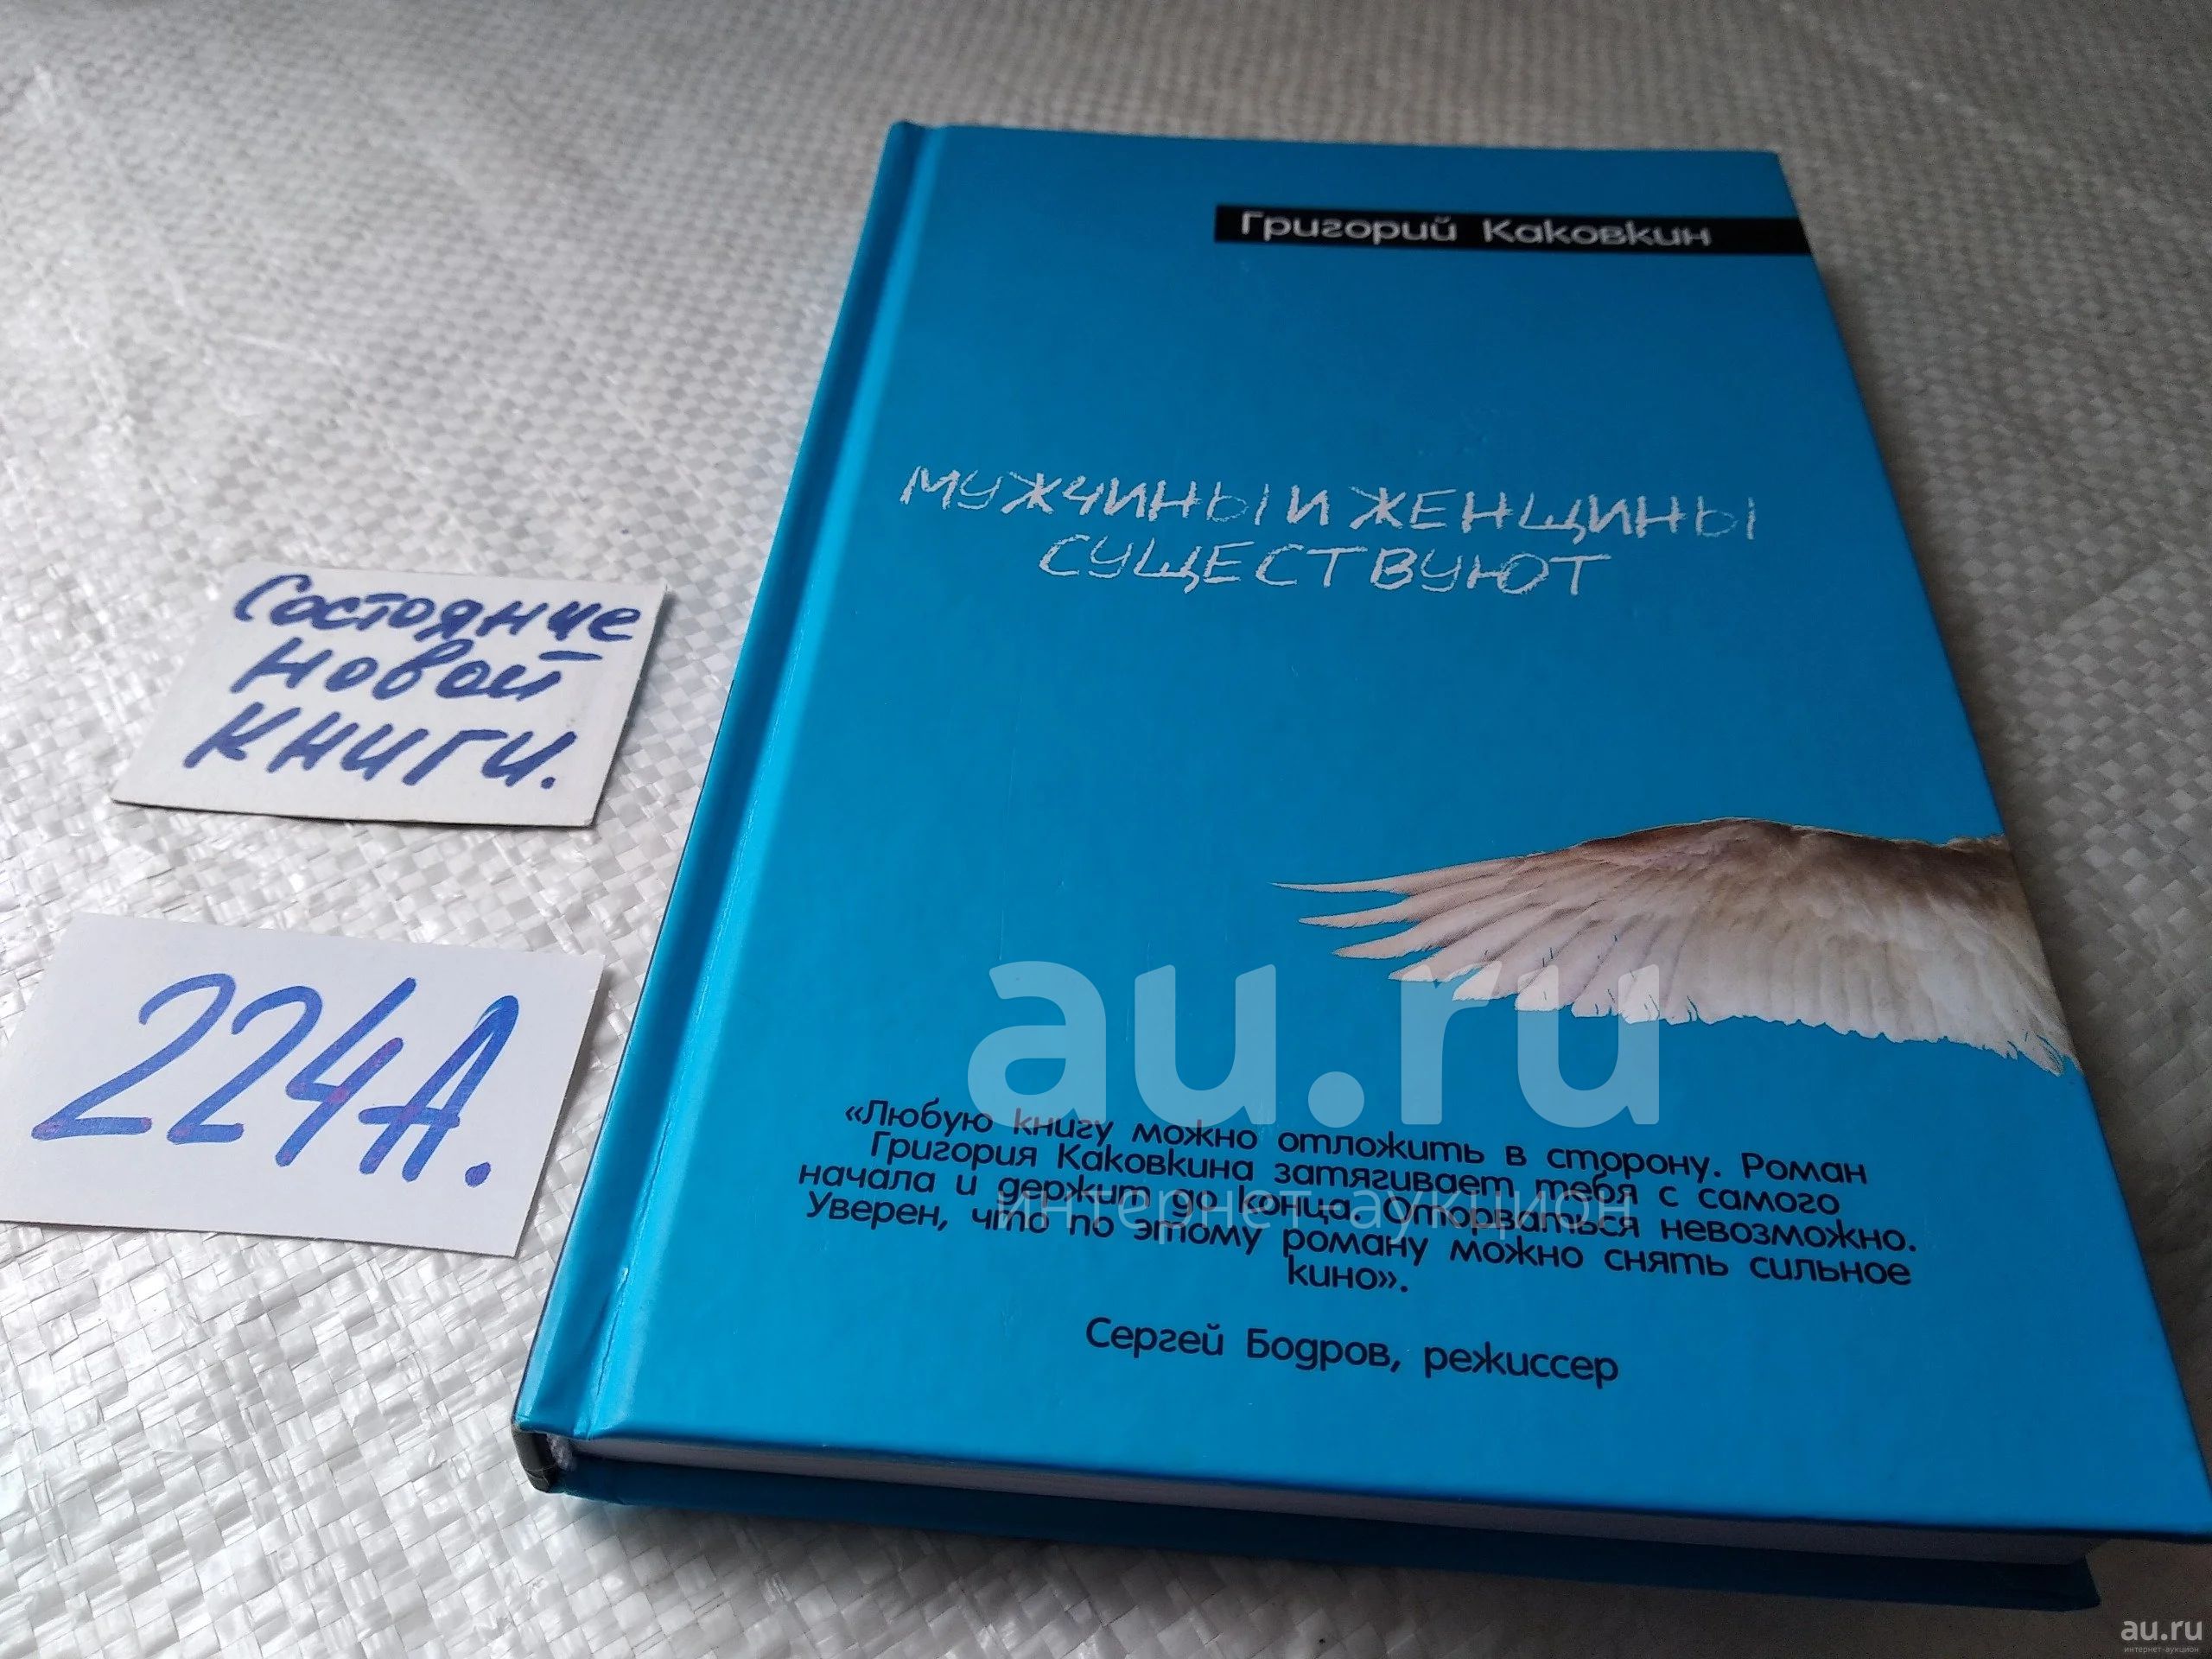 Григорий Каковкин
МУЖЧИНЫ И ЖЕНЩИНЫ
СУЩЕСТВУЮТ
Состояние
новой
книги.
224А.
au.ru
интернет-аукцион
«Любую книгу можно отложить в сторону. Роман
Григория Каковкина затягивает тебя с самого
начала и держит до конца. Оторваться невозможно.
Уверен, что по этому роману можно снять сильное
кино».
Сергей Бодров, режиссер
au.ru
интернет-аукцион